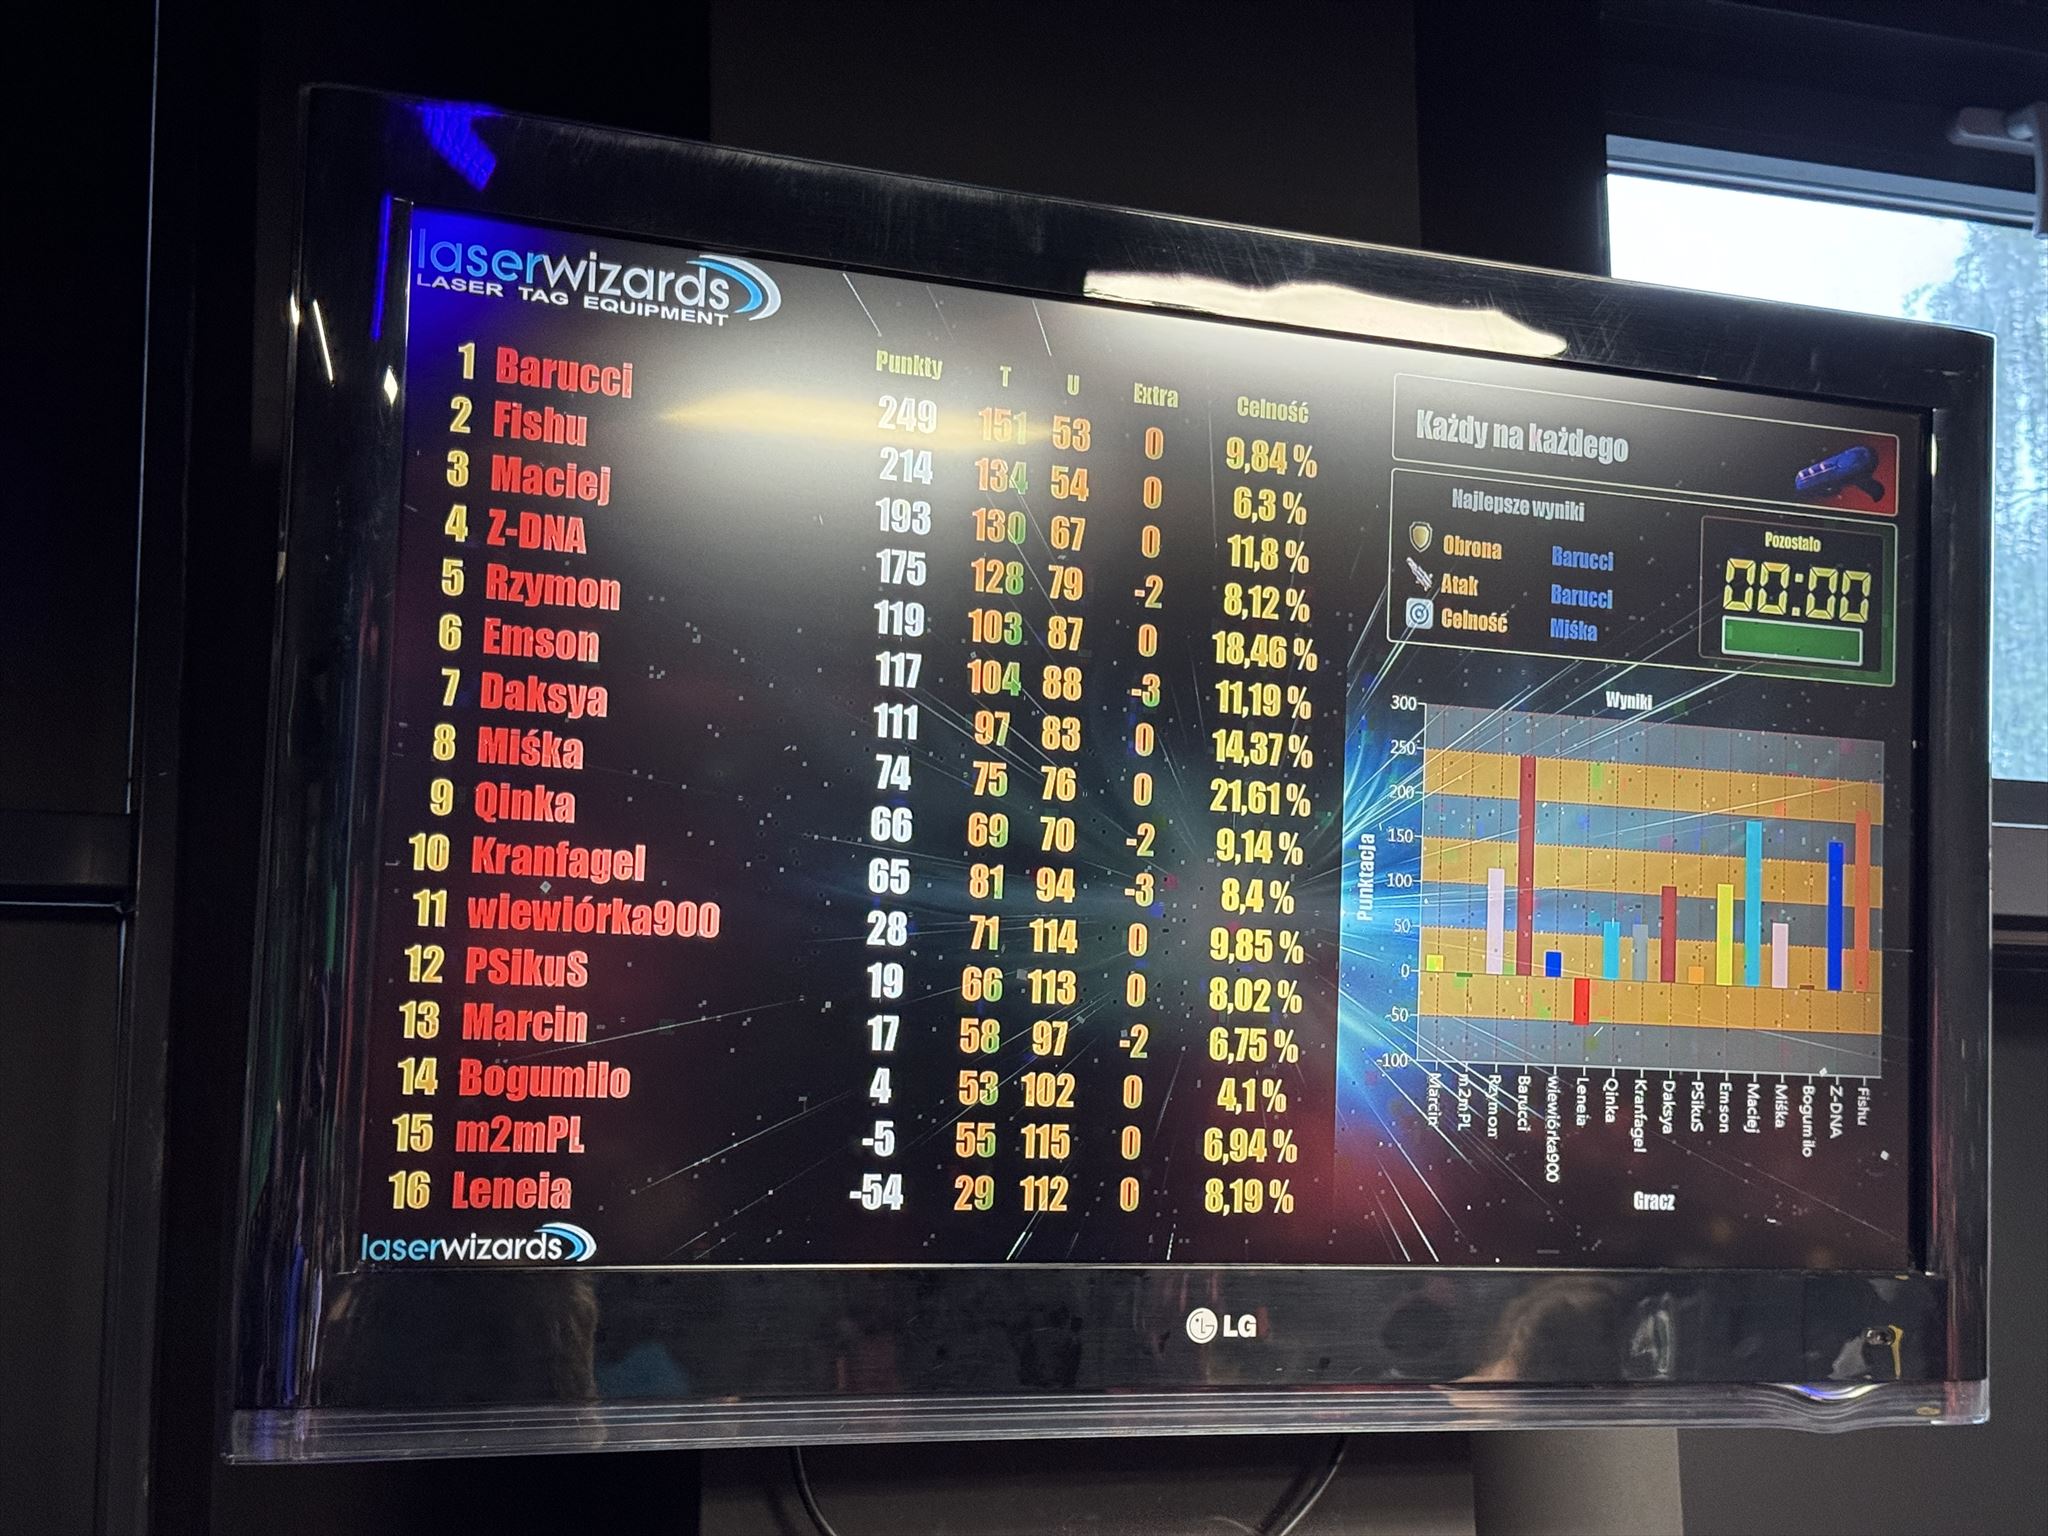 laserwizards
LASER TAG EQUIPMENT
Punkty T U Extra Celność
1 Barucci 249 151 53 0 9,84 %
2 Fishu 214 134 54 0 6,3 %
3 Maciej 193 130 67 0 11,8 %
4 Z-DNA 175 128 79 -2 8,12 %
5 Rzymon 119 103 87 0 18,46 %
6 Emson 117 104 88 -3 11,19 %
7 Daksya 111 97 83 0 14,37 %
8 Miśka 74 75 76 0 21,61 %
9 Qinka 66 69 70 -2 9,14 %
10 Kranfagel 65 81 94 -3 8,4 %
11 wiewiórka900 28 71 114 0 9,85 %
12 PSikuS 19 66 113 0 8,02 %
13 Marcin 17 58 97 -2 6,75 %
14 Bogumilo 4 53 102 0 4,1 %
15 m2mPL -5 55 115 0 6,94 %
16 Leneia -54 29 112 0 8,19 %
laserwizards
Każdy na każdego
Najlepsze wyniki
Obrona Barucci
Atak Barucci
Celność Miśka
Pozostało
00:00
Wyniki
Punktacja
300
250
200
150
100
50
0
-50
-100
Marcin
m2mPL
Rzymon
Barucci
wiewiórka900
Leneia
Qinka
Kranfagel
Daksya
PSikuS
Emson
Maciej
Miśka
Bogumilo
Z-DNA
Fishu
Gracz
LG